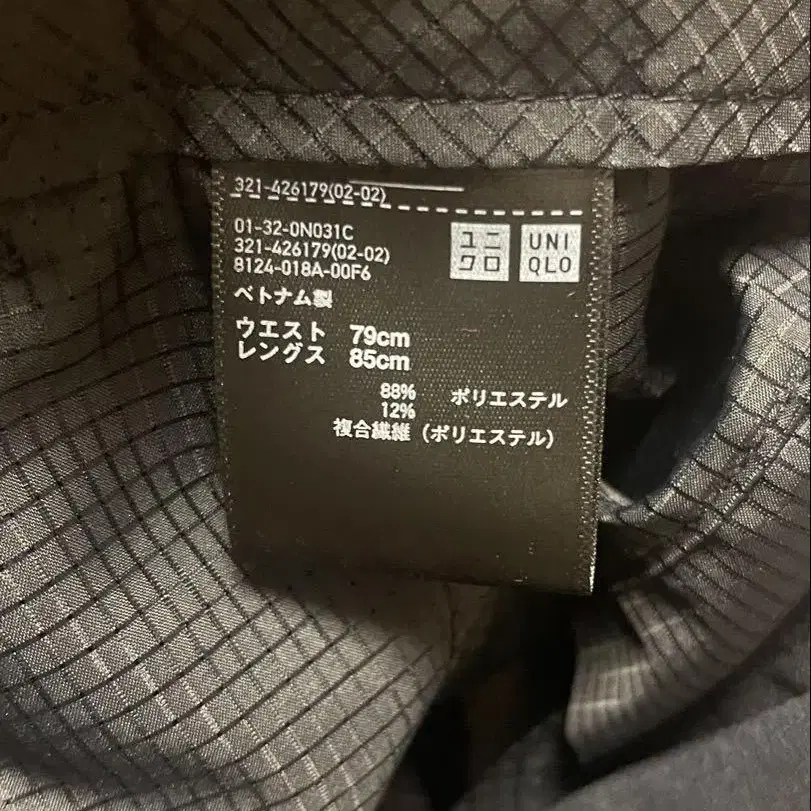 321-426179(02-02)
01-32-0N031C
321-426179(02-02)
8124-018A-00F6
ユニ
クロ
UNI
QLO
ベトナム製
ウエスト 79cm
レングス 85cm
88% ポリエステル
12%
複合繊維(ポリエステル)